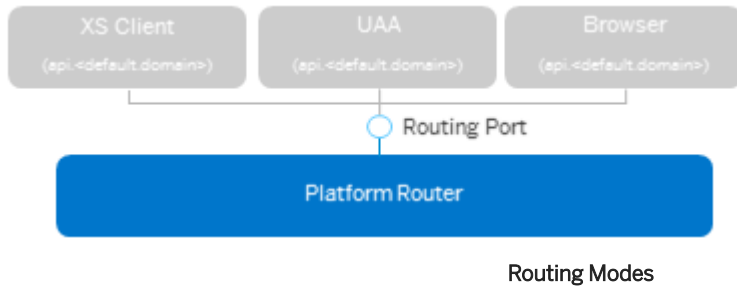 XS Client
UAA
Browser
(api.<default.domain>)
(api.<default.domain>)
(api.<default.domain>)
Routing Port
Platform Router
Routing Modes